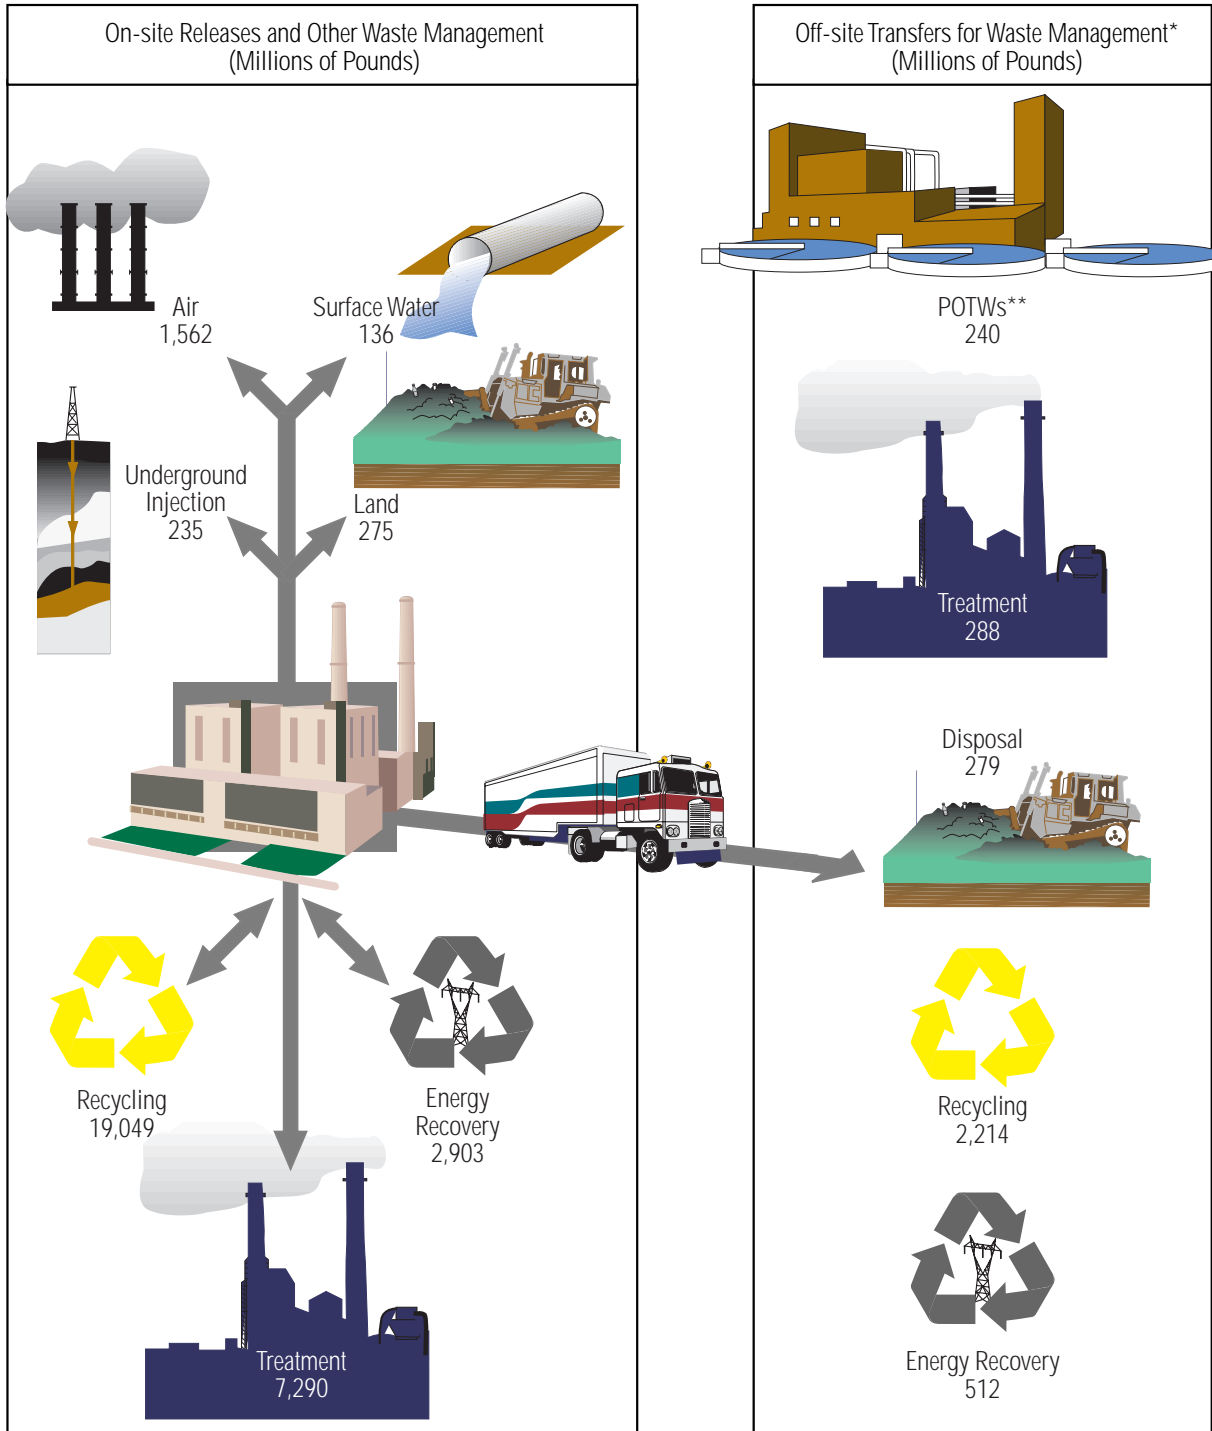 On-site Releases and Other Waste Management
(Millions of Pounds)
Air
1,562
Surface Water
136
Underground
Injection
235
Land
275
Recycling
19,049
Energy
Recovery
2,903
Treatment
7,290
Off-site Transfers for Waste Management*
(Millions of Pounds)
POTWs**
240
Treatment
288
Disposal
279
Recycling
2,214
Energy Recovery
512